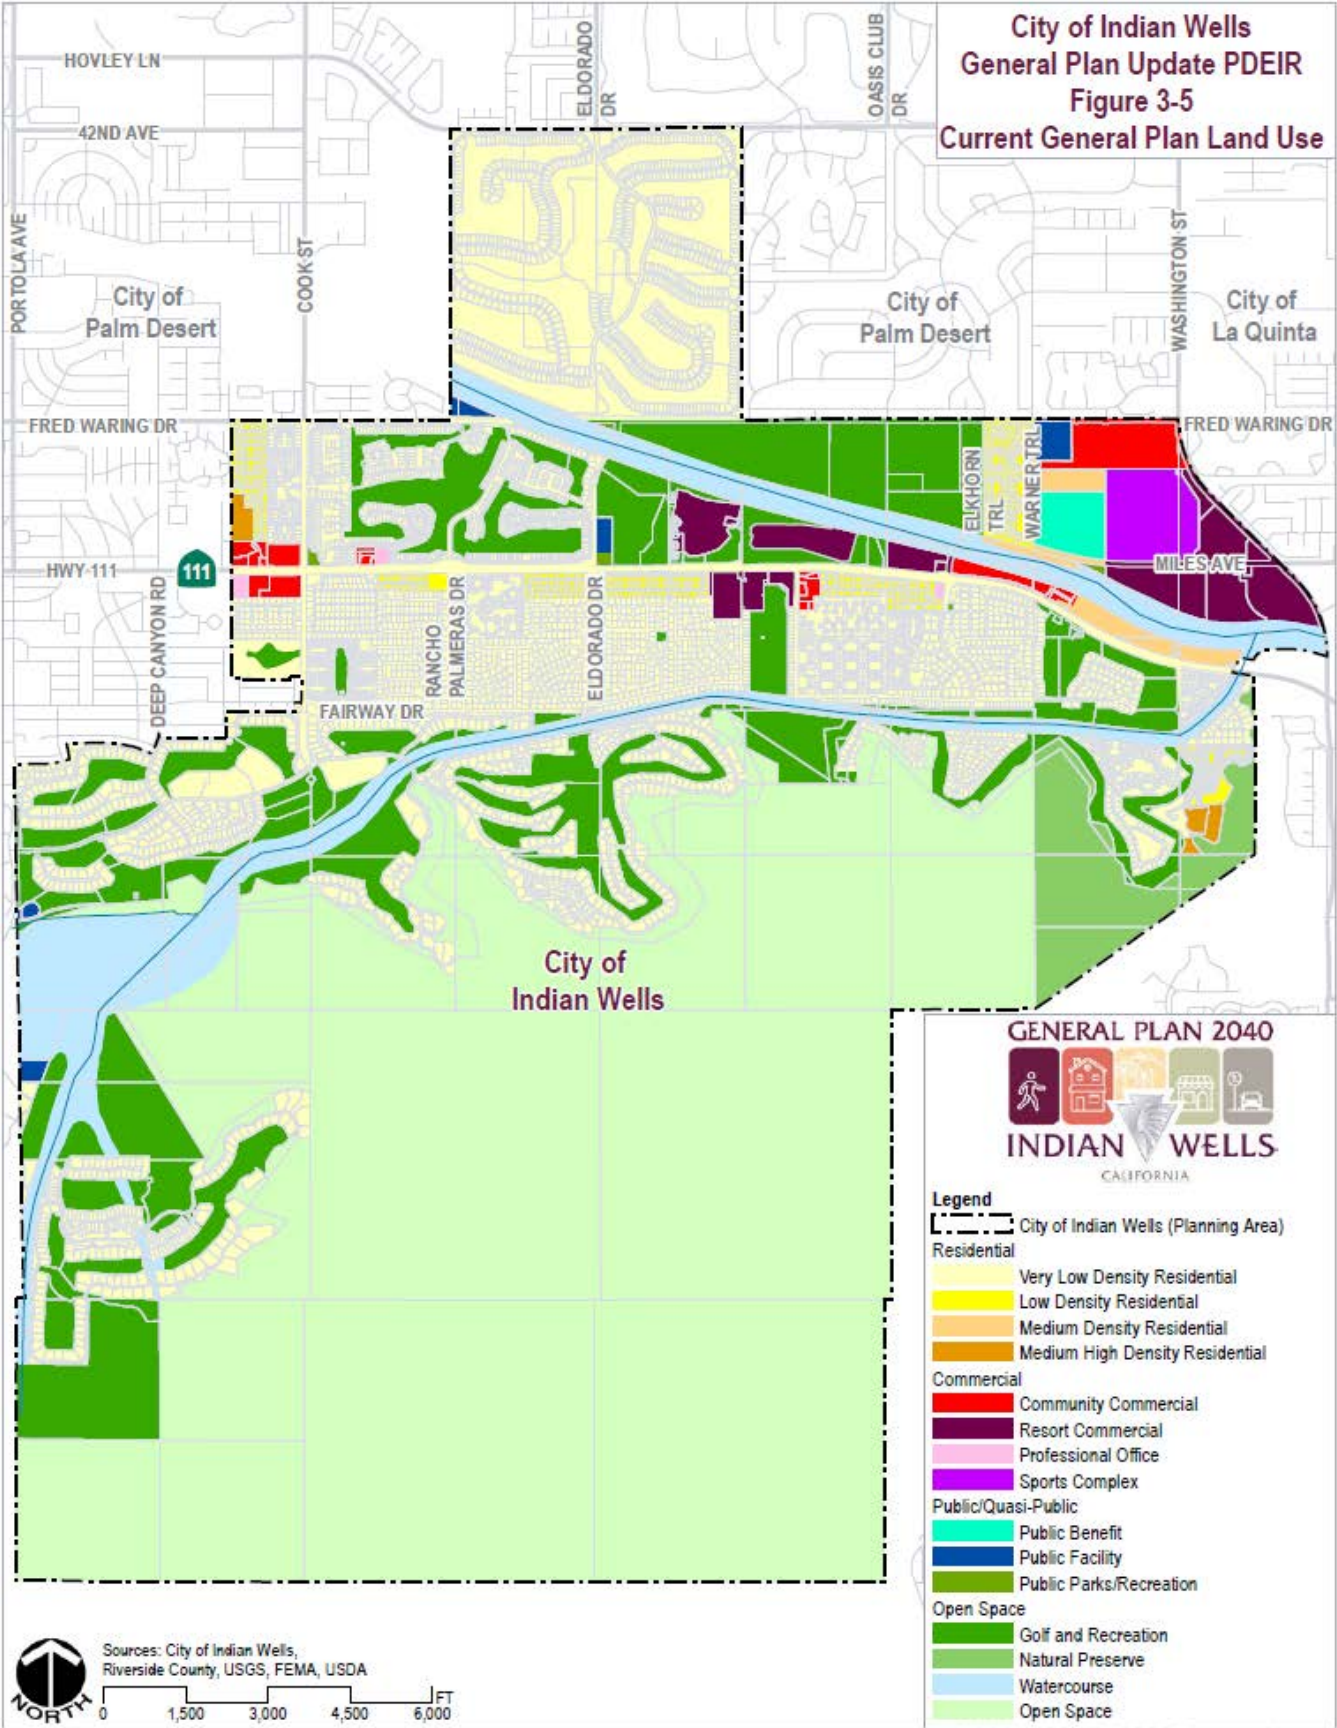 City of Indian Wells
General Plan Update PDEIR
Figure 3-5
Current General Plan Land Use
HOVLEY LN
42ND AVE
PORTOLA AVE
COOK ST
ELDORADO
DR
OASIS CLUB
DR
WASHINGTON ST
City of
Palm Desert
City of
Palm Desert
City of
La Quinta
FRED WARING DR
FRED WARING DR
ELKHORN
TRL
WARNER TRL
HWY 111
111
MILES AVE
DEEP CANYON RD
RANCHO
PALMERAS DR
ELDORADO DR
FAIRWAY DR
City of
Indian Wells
GENERAL PLAN 2040
INDIAN WELLS
CALIFORNIA
Legend
City of Indian Wells (Planning Area)
Residential
Very Low Density Residential
Low Density Residential
Medium Density Residential
Medium High Density Residential
Commercial
Community Commercial
Resort Commercial
Professional Office
Sports Complex
Public/Quasi-Public
Public Benefit
Public Facility
Public Parks/Recreation
Open Space
Golf and Recreation
Natural Preserve
Watercourse
Open Space
NORTH
Sources: City of Indian Wells,
Riverside County, USGS, FEMA, USDA
FT
0 1,500 3,000 4,500 6,000